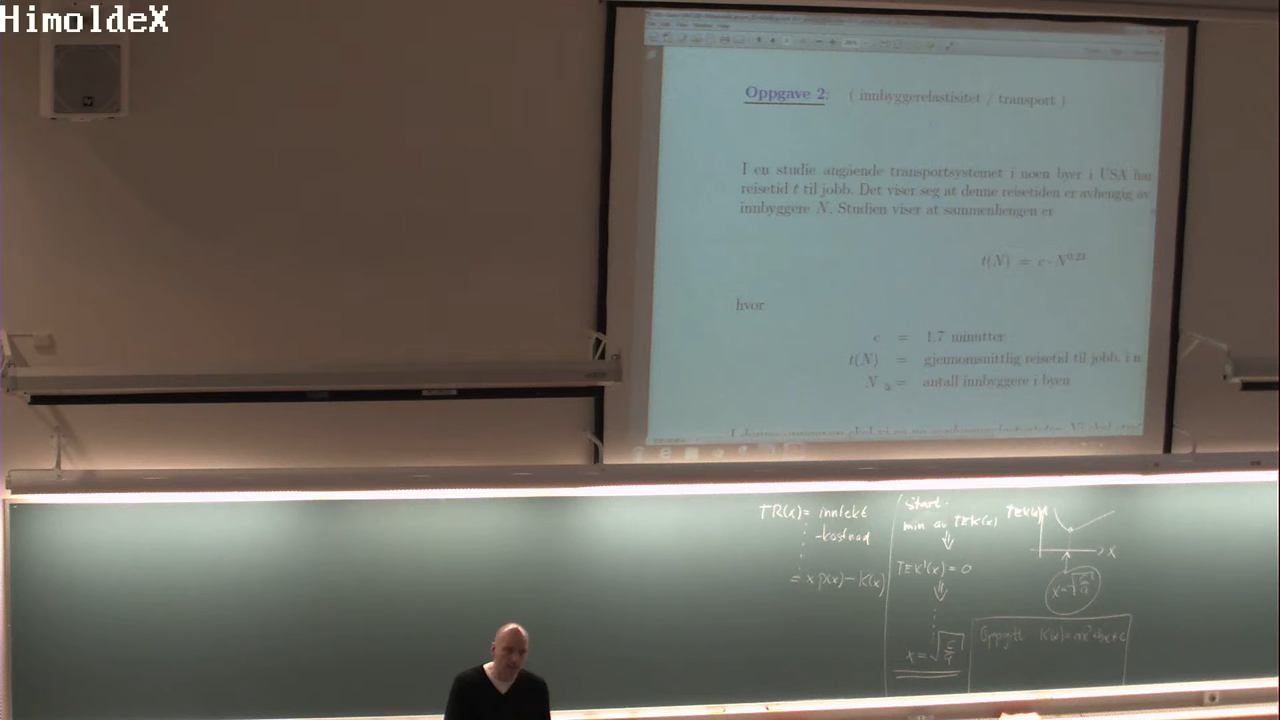 HimoldeX
Oppgave 2: ( innbyggerelastisitet / transport )
I en studie angående transportsystemet i noen byer i USA har
reisetid t til jobb. Det viser seg at denne reisetiden er avhengig av
innbyggere N. Studien viser at sammenhengen er
t(N) = c · N^0.23
hvor
c = 1.7 minutter
t(N) = gjennomsnittlig reisetid til jobb, i
N = antall innbyggere i byen
TR(x) = inntekt
-kostnad
= x p(x) - K(x)
Start:
min av TEK(x)
TEK'(x) = 0
x = √
TEK(x)
x
x = √
Oppgitt K(x) = ax²+bx+c